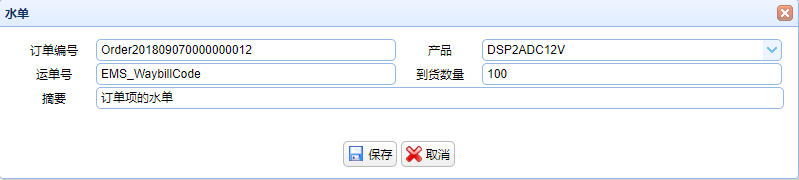 水单
订单编号 Order201809070000000012 产品 DSP2ADC12V
运单号 EMS_WaybillCode 到货数量 100
摘要 订单项的水单
保存 取消